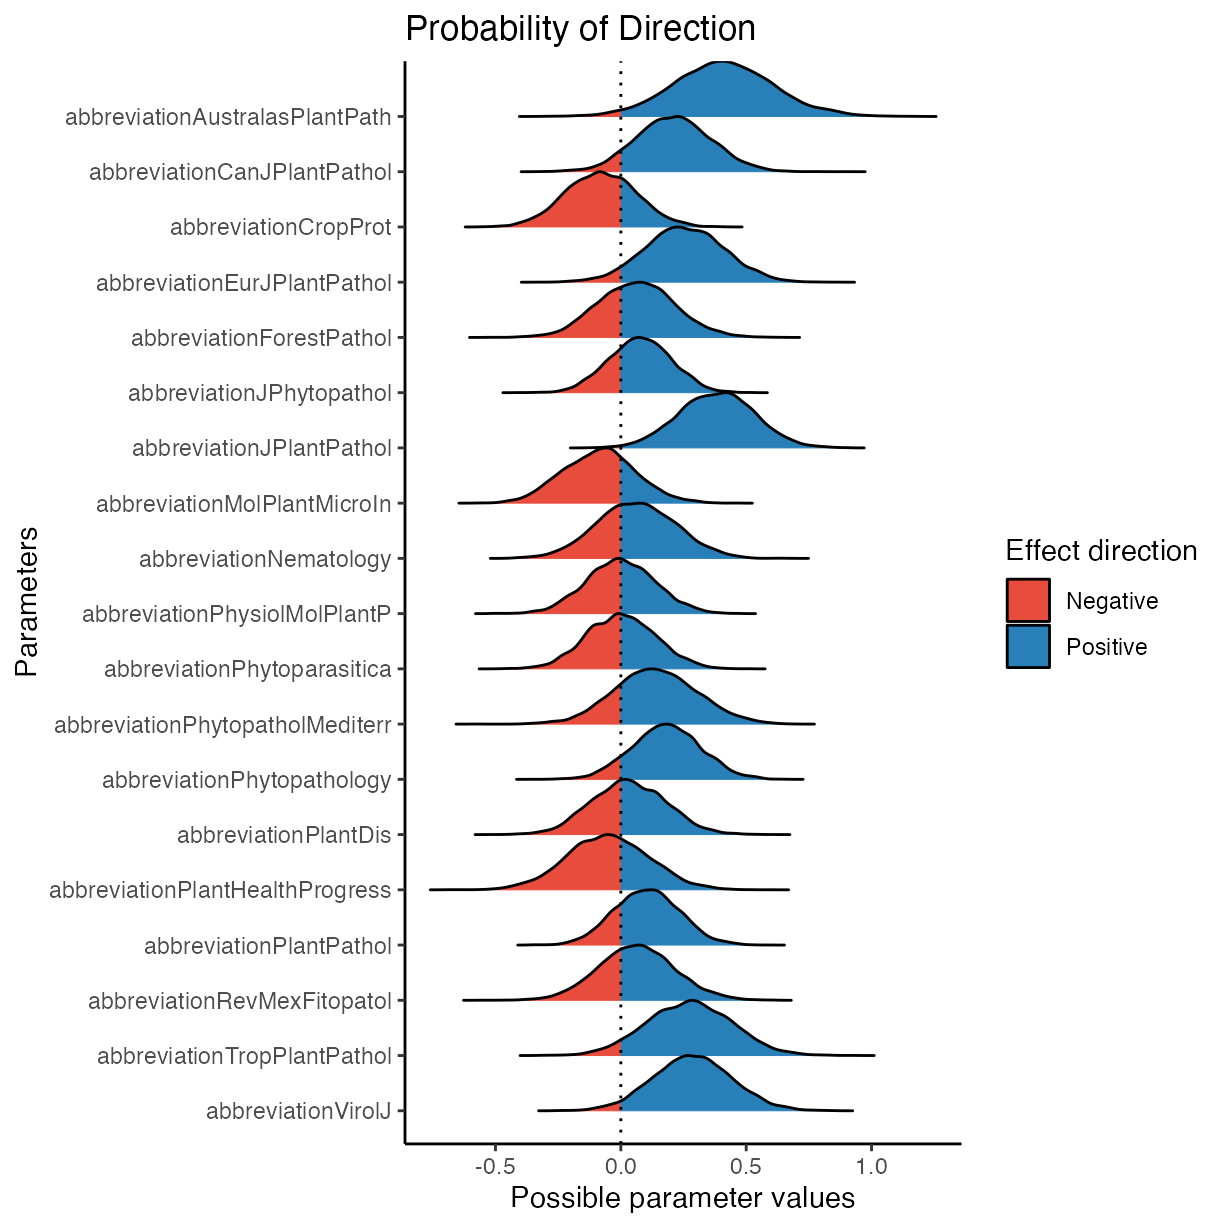 Probability of Direction
abbreviationAustralasPlantPath
abbreviationCanJPlantPathol
abbreviationCropProt
abbreviationEurJPlantPathol
abbreviationForestPathol
abbreviationJPhytopathol
abbreviationJPlantPathol
abbreviationMolPlantMicroIn
abbreviationNematology
abbreviationPhysiolMolPlantP
abbreviationPhytoparasitica
abbreviationPhytopatholMediterr
abbreviationPhytopathology
abbreviationPlantDis
abbreviationPlantHealthProgress
abbreviationPlantPathol
abbreviationRevMexFitopatol
abbreviationTropPlantPathol
abbreviationVirolJ
Parameters
-0.5 0.0 0.5 1.0
Possible parameter values
Effect direction
Negative
Positive